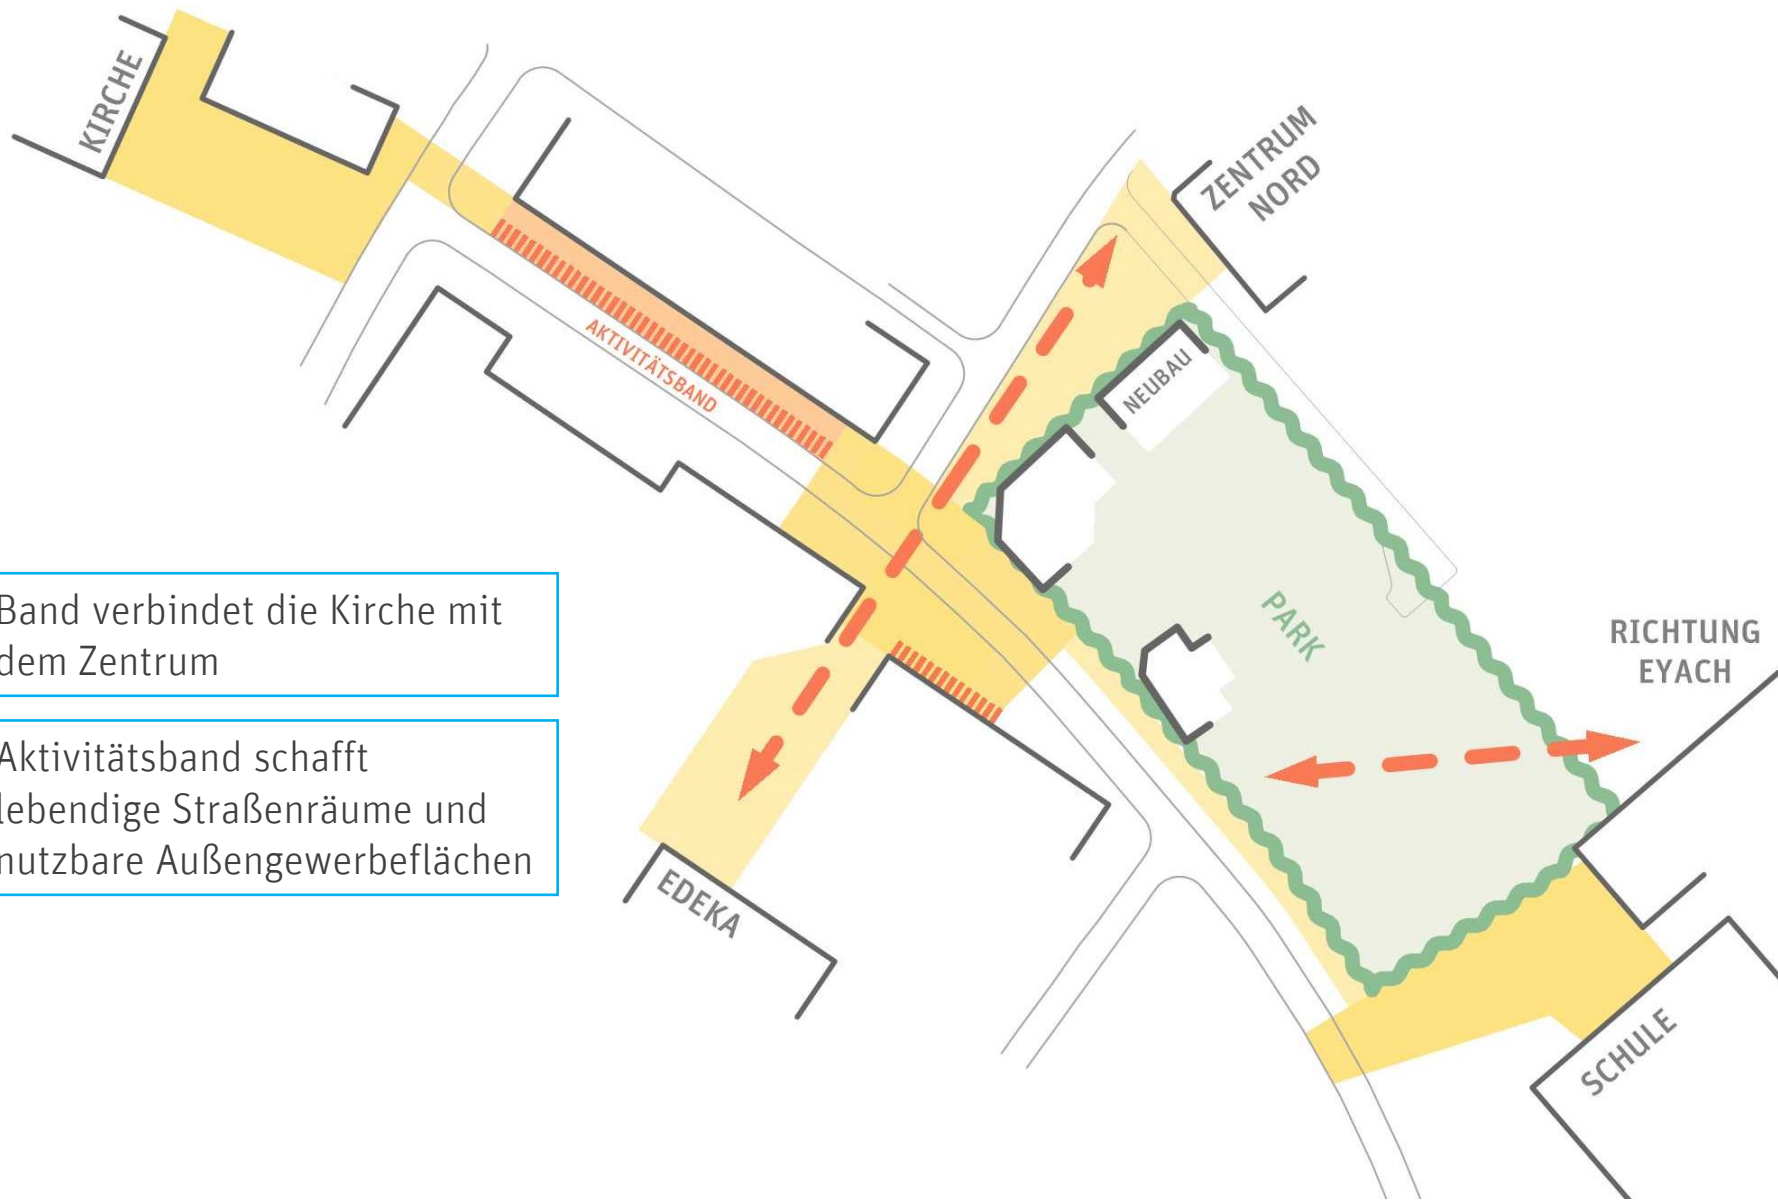 KIRCHE
ZENTRUM
NORD
AKTIVITÄTSBAND
NEUBAU
PARK
RICHTUNG
EYACH
Band verbindet die Kirche mit
dem Zentrum
Aktivitätsband schafft
lebendige Straßenräume und
nutzbare Außengewerbeflächen
EDEKA
SCHULE